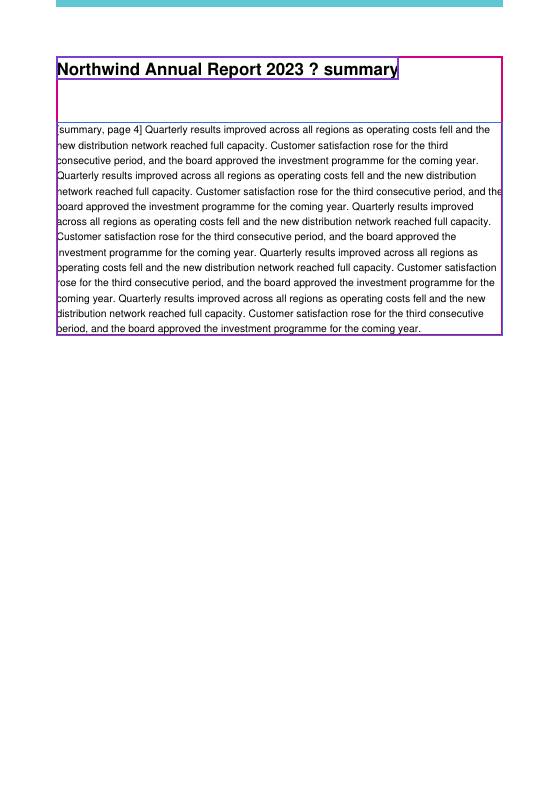 Northwind Annual Report 2023 ? summary
[summary, page 4] Quarterly results improved across all regions as operating costs fell and the
new distribution network reached full capacity. Customer satisfaction rose for the third
consecutive period, and the board approved the investment programme for the coming year.
Quarterly results improved across all regions as operating costs fell and the new distribution
network reached full capacity. Customer satisfaction rose for the third consecutive period, and the
board approved the investment programme for the coming year. Quarterly results improved
across all regions as operating costs fell and the new distribution network reached full capacity.
Customer satisfaction rose for the third consecutive period, and the board approved the
investment programme for the coming year. Quarterly results improved across all regions as
operating costs fell and the new distribution network reached full capacity. Customer satisfaction
rose for the third consecutive period, and the board approved the investment programme for the
coming year. Quarterly results improved across all regions as operating costs fell and the new
distribution network reached full capacity. Customer satisfaction rose for the third consecutive
period, and the board approved the investment programme for the coming year.